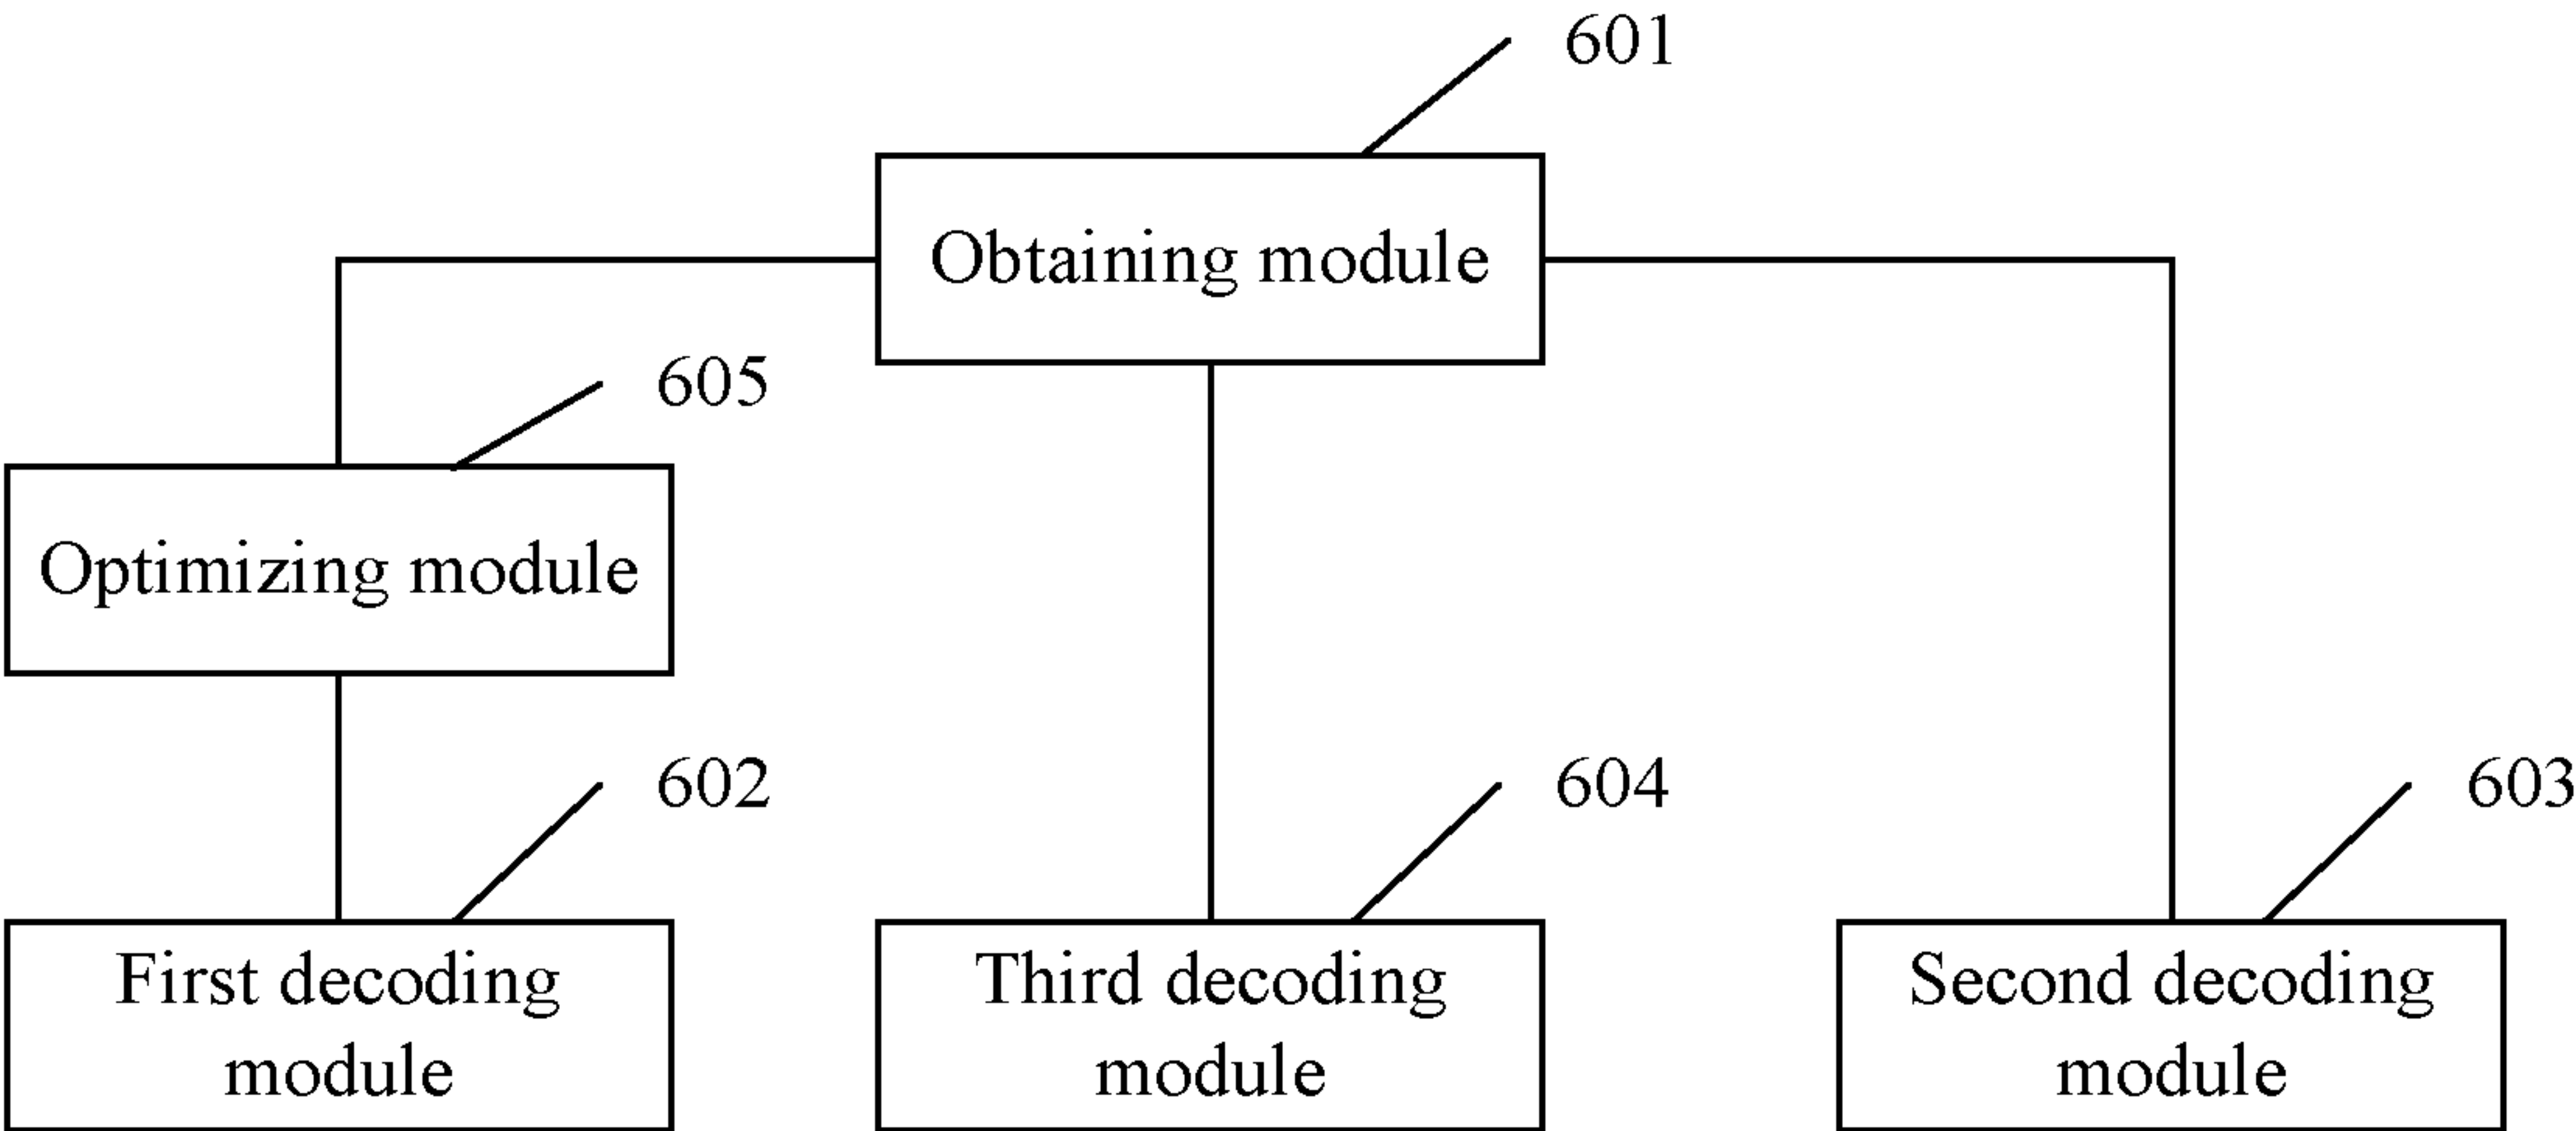 601
Obtaining module
605
Optimizing module
602
604
603
First decoding
module
Third decoding
module
Second decoding
module